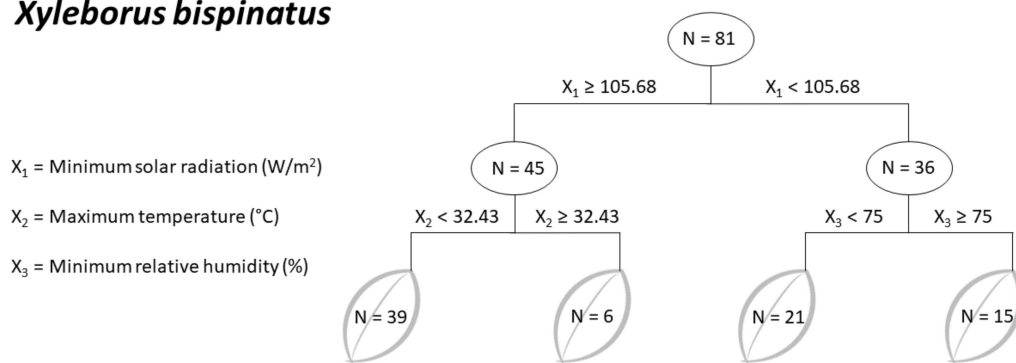 Xyleborus bispinatus
N = 81
X₁ ≥ 105.68 X₁ < 105.68
X₁ = Minimum solar radiation (W/m²)
N = 45 N = 36
X₂ = Maximum temperature (°C)
X₂ < 32.43 X₂ ≥ 32.43 X₃ < 75 X₃ ≥ 75
X₃ = Minimum relative humidity (%)
N = 39 N = 6 N = 21 N = 15